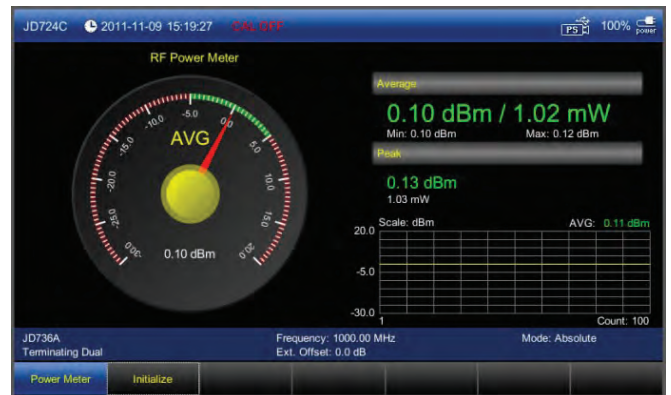 JD724C 2011-11-09 15:19:27 CAL OFF PS 100% power
RF Power Meter
AVG
-30.0 -25.0 -20.0 -15.0 -10.0 -5.0 0.0 5.0 10.0 15.0 20.0
0.10 dBm
Average
0.10 dBm / 1.02 mW
Min: 0.10 dBm Max: 0.12 dBm
Peak
0.13 dBm
1.03 mW
Scale: dBm AVG: 0.11 dBm
20.0
-5.0
-30.0
1 Count: 100
JD736A Frequency: 1000.00 MHz Mode: Absolute
Terminating Dual Ext. Offset: 0.0 dB
Power Meter Initialize